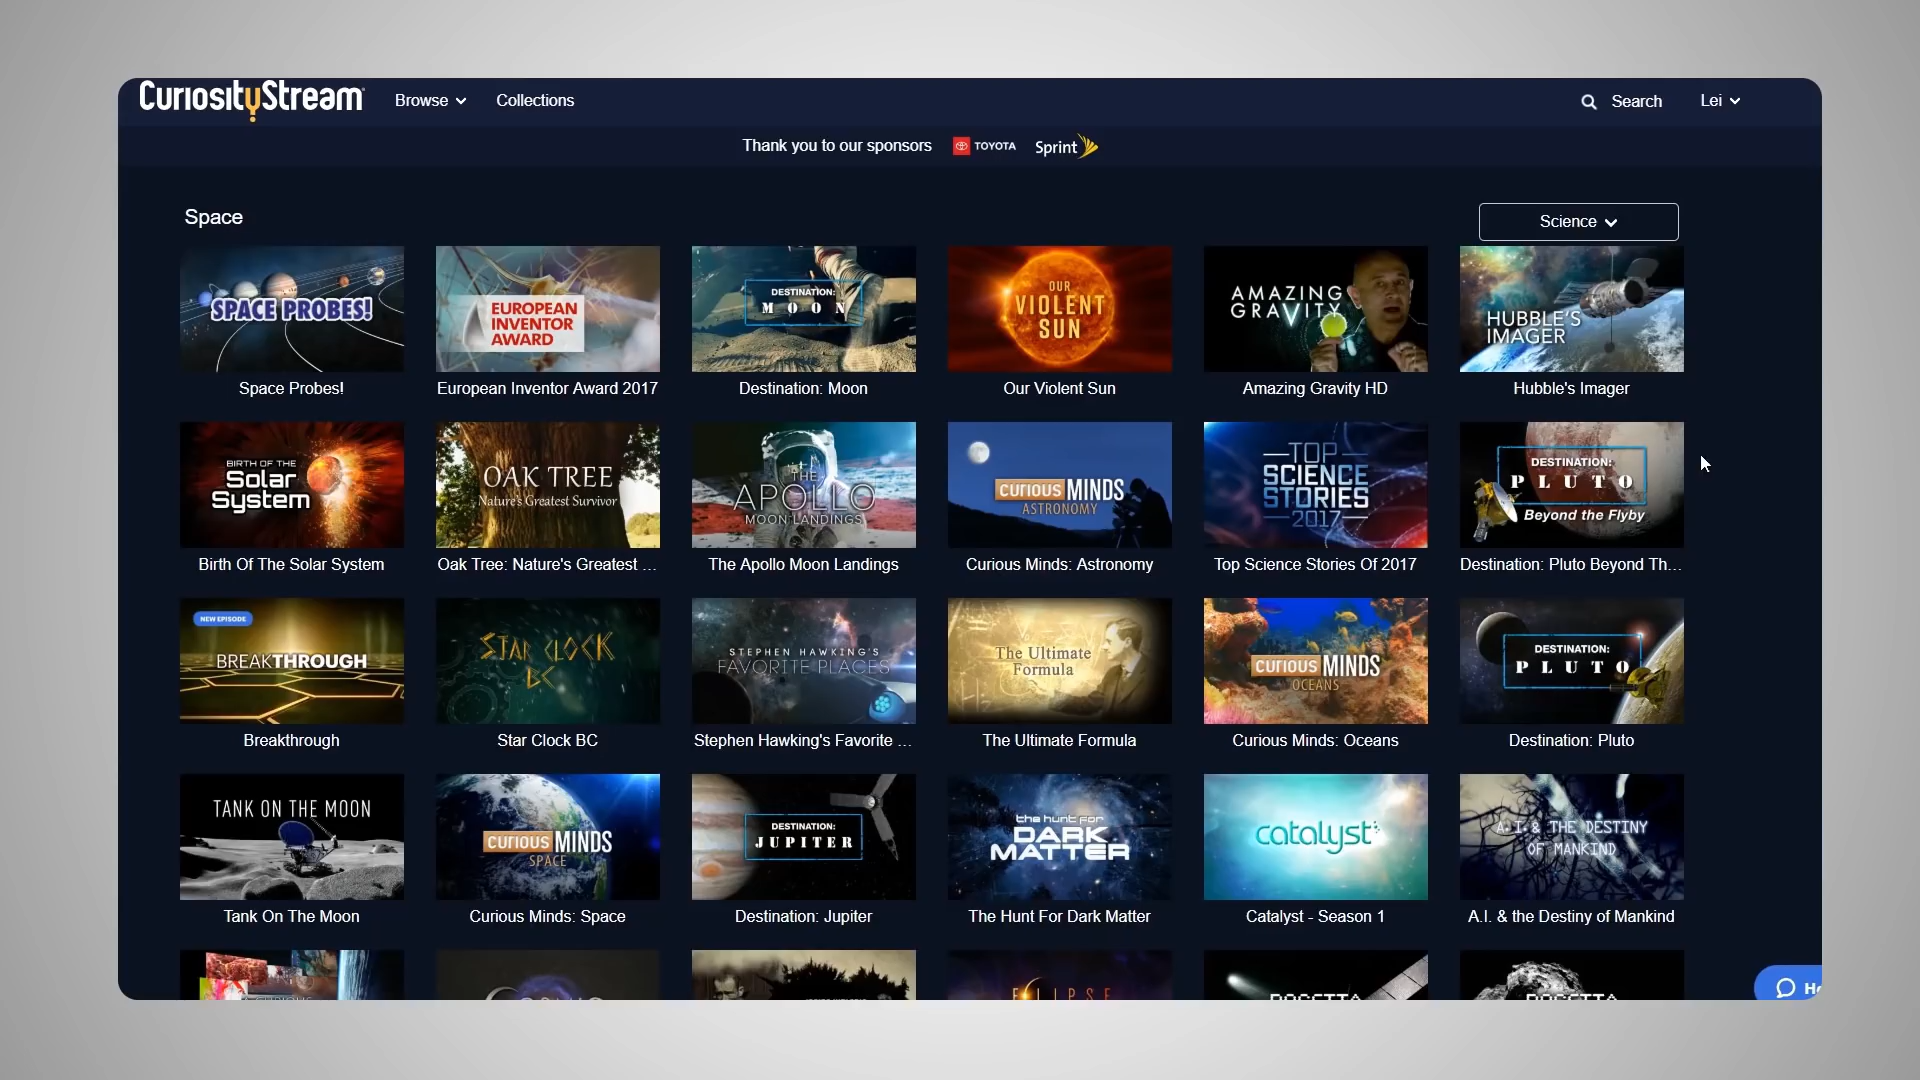 CuriosityStream
Browse
Collections
Search
Lei
Thank you to our sponsors
TOYOTA
Sprint
Space
Science
SPACE PROBES!
EUROPEAN
INVENTOR
AWARD
DESTINATION:
MOON
OUR
VIOLENT
SUN
AMAZING
GRAVITY
HUBBLE'S
IMAGER
Space Probes!
European Inventor Award 2017
Destination: Moon
Our Violent Sun
Amazing Gravity HD
Hubble's Imager
BIRTH OF THE
Solar
System
OAK TREE
Nature's Greatest Survivor
THE
APOLLO
MOON LANDINGS
CURIOUS MINDS
ASTRONOMY
TOP
SCIENCE
STORIES
2017
DESTINATION:
PLUTO
Beyond the Flyby
Birth Of The Solar System
Oak Tree: Nature's Greatest ...
The Apollo Moon Landings
Curious Minds: Astronomy
Top Science Stories Of 2017
Destination: Pluto Beyond Th...
NEW EPISODE
BREAKTHROUGH
STAR CLOCK
BC
STEPHEN HAWKING'S
FAVORITE PLACES
The Ultimate
Formula
CURIOUS MINDS
OCEANS
DESTINATION:
PLUTO
Breakthrough
Star Clock BC
Stephen Hawking's Favorite ...
The Ultimate Formula
Curious Minds: Oceans
Destination: Pluto
TANK ON THE MOON
CURIOUS MINDS
SPACE
DESTINATION:
JUPITER
the hunt for
DARK
MATTER
catalyst
A.I. & THE DESTINY
OF MANKIND
Tank On The Moon
Curious Minds: Space
Destination: Jupiter
The Hunt For Dark Matter
Catalyst - Season 1
A.I. & the Destiny of Mankind
ECLIPSE
ROSETTA
ROSETTA